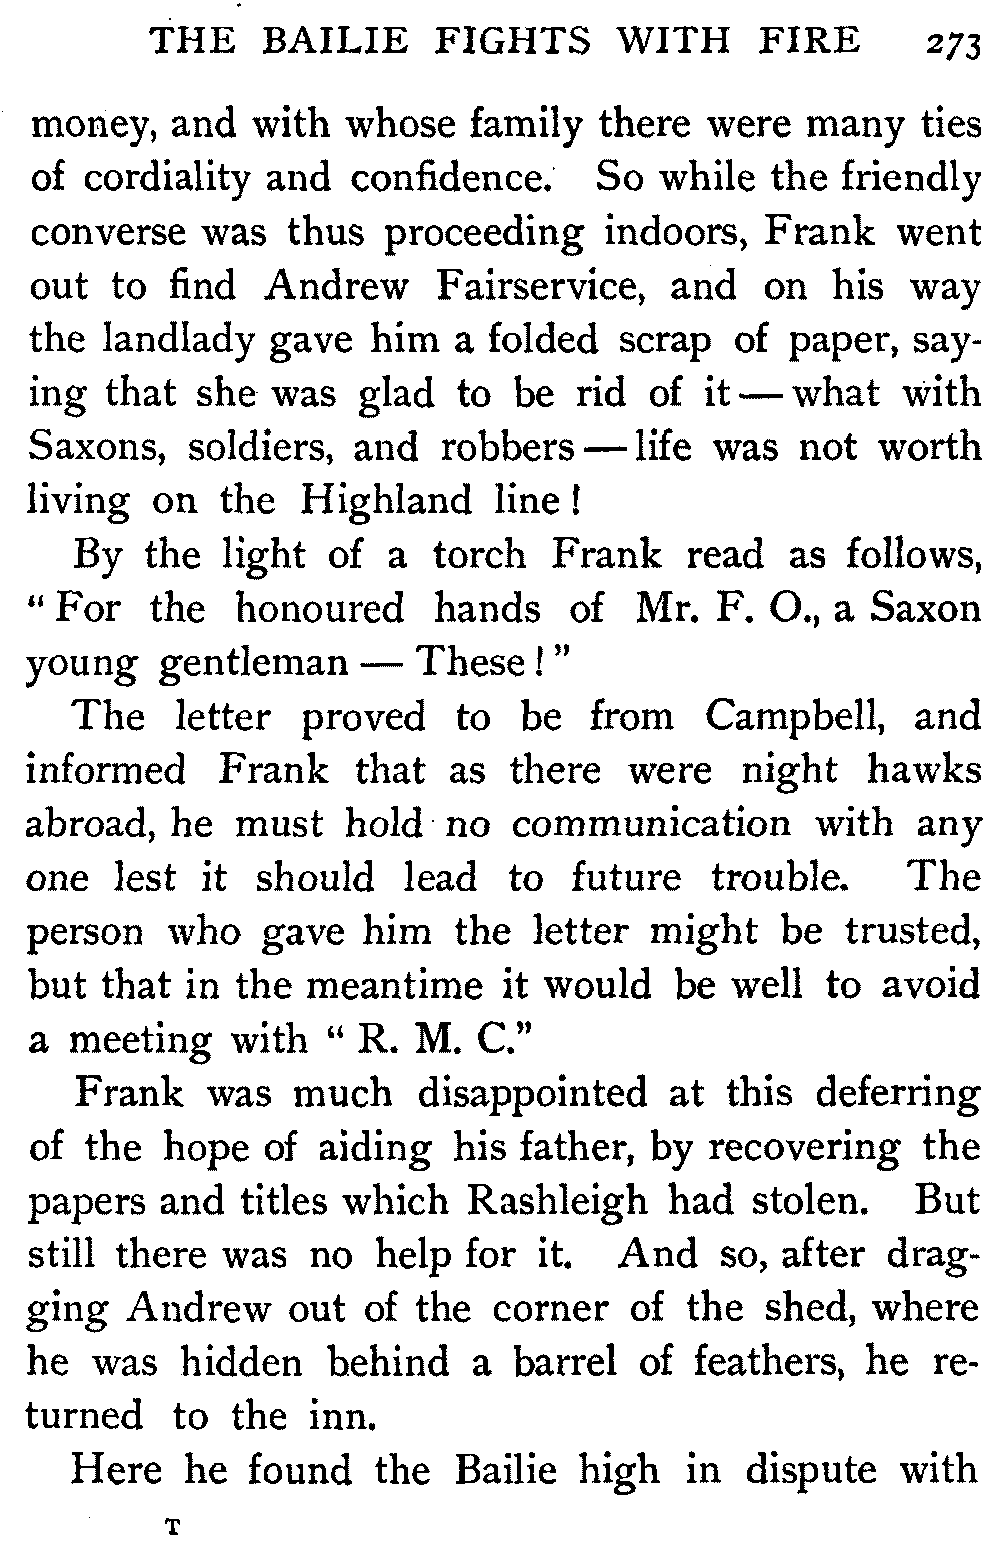 THE BAILIE FIGHTS WITH FIRE 273
money, and with whose family there were many ties
of cordiality and confidence. So while the friendly
converse was thus proceeding indoors, Frank went
out to find Andrew Fairservice, and on his way
the landlady gave him a folded scrap of paper, say-
ing that she was glad to be rid of it — what with
Saxons, soldiers, and robbers — life was not worth
living on the Highland line !
By the light of a torch Frank read as follows,
“ For the honoured hands of Mr. F. O., a Saxon
young gentleman — These ! ”
The letter proved to be from Campbell, and
informed Frank that as there were night hawks
abroad, he must hold no communication with any
one lest it should lead to future trouble. The
person who gave him the letter might be trusted,
but that in the meantime it would be well to avoid
a meeting with “ R. M. C.”
Frank was much disappointed at this deferring
of the hope of aiding his father, by recovering the
papers and titles which Rashleigh had stolen. But
still there was no help for it. And so, after drag-
ging Andrew out of the corner of the shed, where
he was hidden behind a barrel of feathers, he re-
turned to the inn.
Here he found the Bailie high in dispute with
T